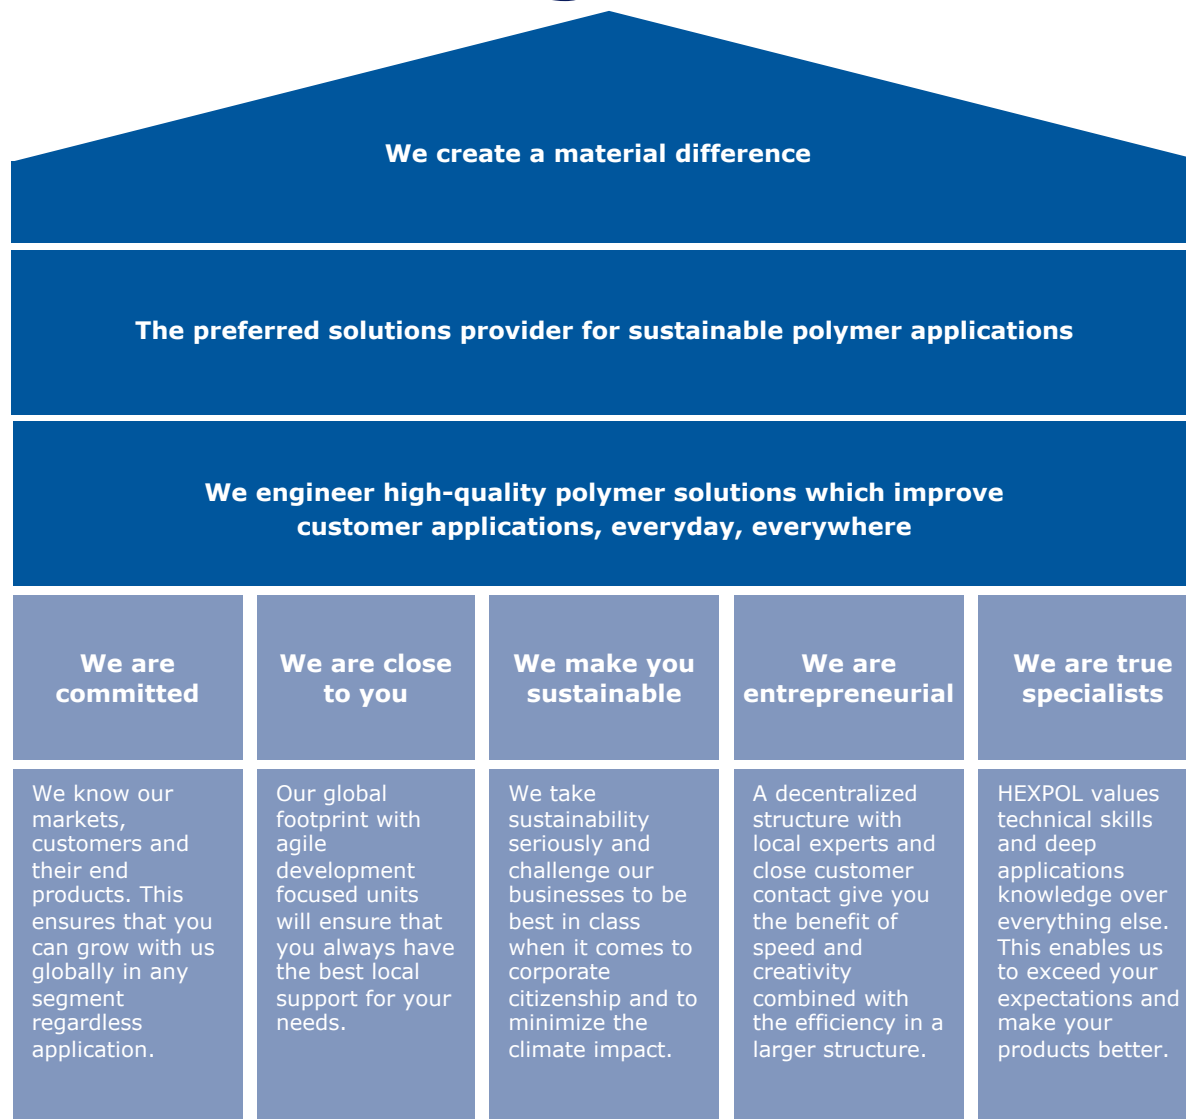 We create a material difference
The preferred solutions provider for sustainable polymer applications
We engineer high-quality polymer solutions which improve
customer applications, everyday, everywhere
We are
committed
We know our
markets,
customers and
their end
products. This
ensures that you
can grow with us
globally in any
segment
regardless
application.
We are close
to you
Our global
footprint with
agile
development
focused units
will ensure that
you always have
the best local
support for your
needs.
We make you
sustainable
We take
sustainability
seriously and
challenge our
businesses to be
best in class
when it comes to
corporate
citizenship and to
minimize the
climate impact.
We are
entrepreneurial
A decentralized
structure with
local experts and
close customer
contact give you
the benefit of
speed and
creativity
combined with
the efficiency in a
larger structure.
We are true
specialists
HEXPOL values
technical skills
and deep
applications
knowledge over
everything else.
This enables us
to exceed your
expectations and
make your
products better.